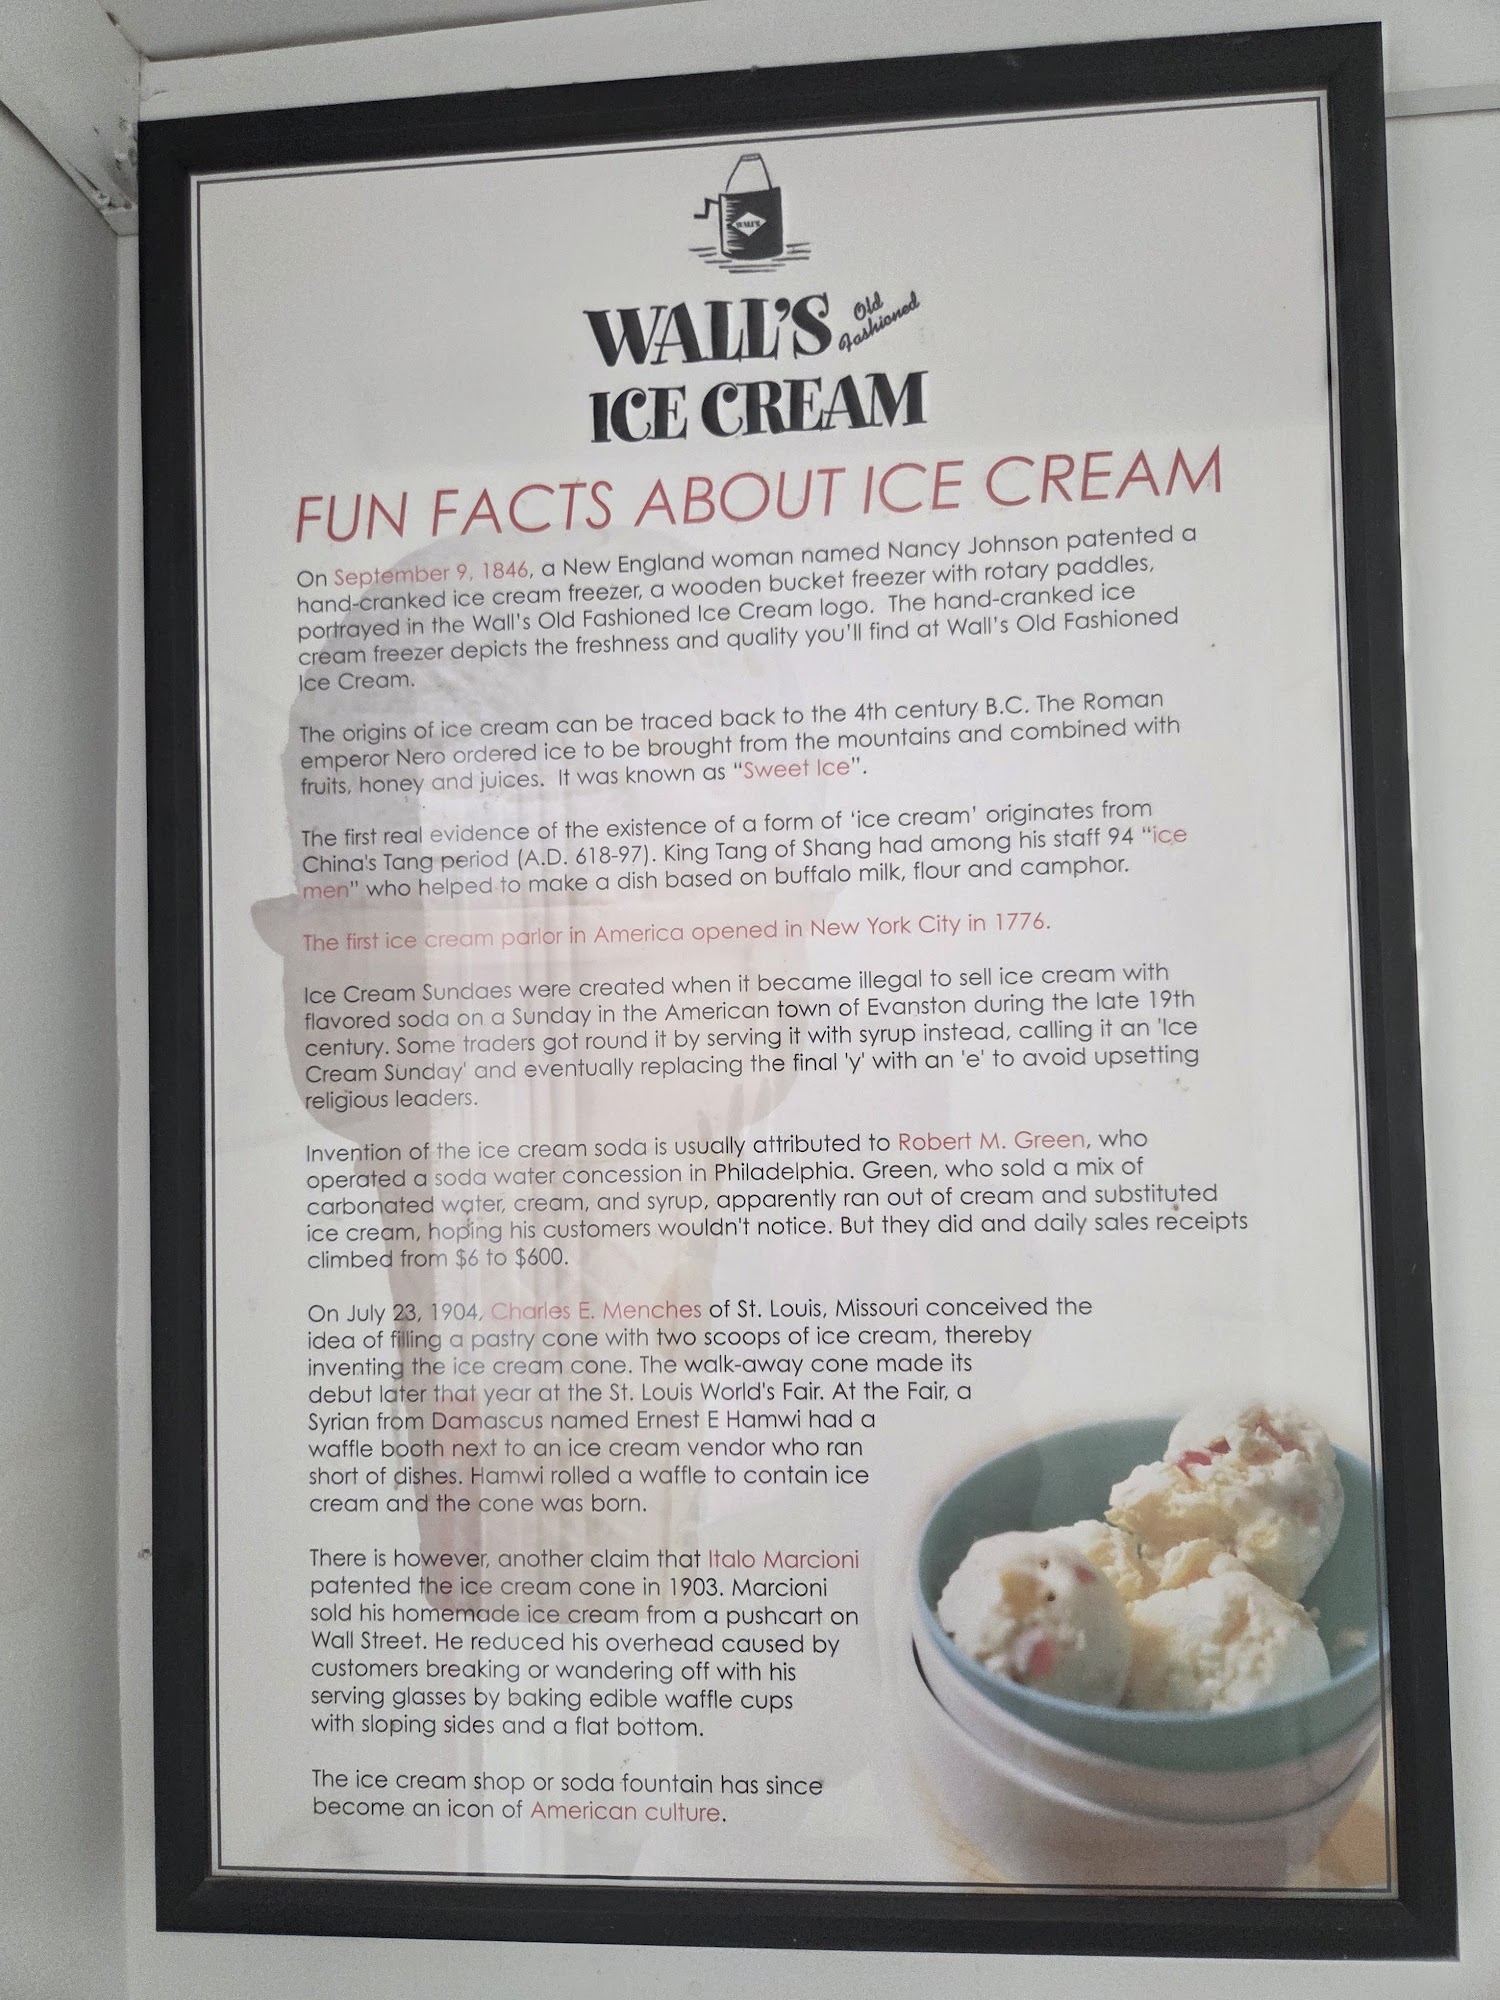 WALL'S
WALL'S Old Fashioned
ICE CREAM
FUN FACTS ABOUT ICE CREAM
On September 9, 1846, a New England woman named Nancy Johnson patented a
hand-cranked ice cream freezer, a wooden bucket freezer with rotary paddles,
portrayed in the Wall's Old Fashioned Ice Cream logo. The hand-cranked ice
cream freezer depicts the freshness and quality you'll find at Wall's Old Fashioned
Ice Cream.
The origins of ice cream can be traced back to the 4th century B.C. The Roman
emperor Nero ordered ice to be brought from the mountains and combined with
fruits, honey and juices. It was known as "Sweet Ice".
The first real evidence of the existence of a form of 'ice cream' originates from
China's Tang period (A.D. 618-97). King Tang of Shang had among his staff 94 "ice
men" who helped to make a dish based on buffalo milk, flour and camphor.
The first ice cream parlor in America opened in New York City in 1776.
Ice Cream Sundaes were created when it became illegal to sell ice cream with
flavored soda on a Sunday in the American town of Evanston during the late 19th
century. Some traders got round it by serving it with syrup instead, calling it an 'Ice
Cream Sunday' and eventually replacing the final 'y' with an 'e' to avoid upsetting
religious leaders.
Invention of the ice cream soda is usually attributed to Robert M. Green, who
operated a soda water concession in Philadelphia. Green, who sold a mix of
carbonated water, cream, and syrup, apparently ran out of cream and substituted
ice cream, hoping his customers wouldn't notice. But they did and daily sales receipts
climbed from $6 to $600.
On July 23, 1904, Charles E. Menches of St. Louis, Missouri conceived the
idea of filling a pastry cone with two scoops of ice cream, thereby
inventing the ice cream cone. The walk-away cone made its
debut later that year at the St. Louis World's Fair. At the Fair, a
Syrian from Damascus named Ernest E Hamwi had a
waffle booth next to an ice cream vendor who ran
short of dishes. Hamwi rolled a waffle to contain ice
cream and the cone was born.
There is however, another claim that Italo Marcioni
patented the ice cream cone in 1903. Marcioni
sold his homemade ice cream from a pushcart on
Wall Street. He reduced his overhead caused by
customers breaking or wandering off with his
serving glasses by baking edible waffle cups
with sloping sides and a flat bottom.
The ice cream shop or soda fountain has since
become an icon of American culture.